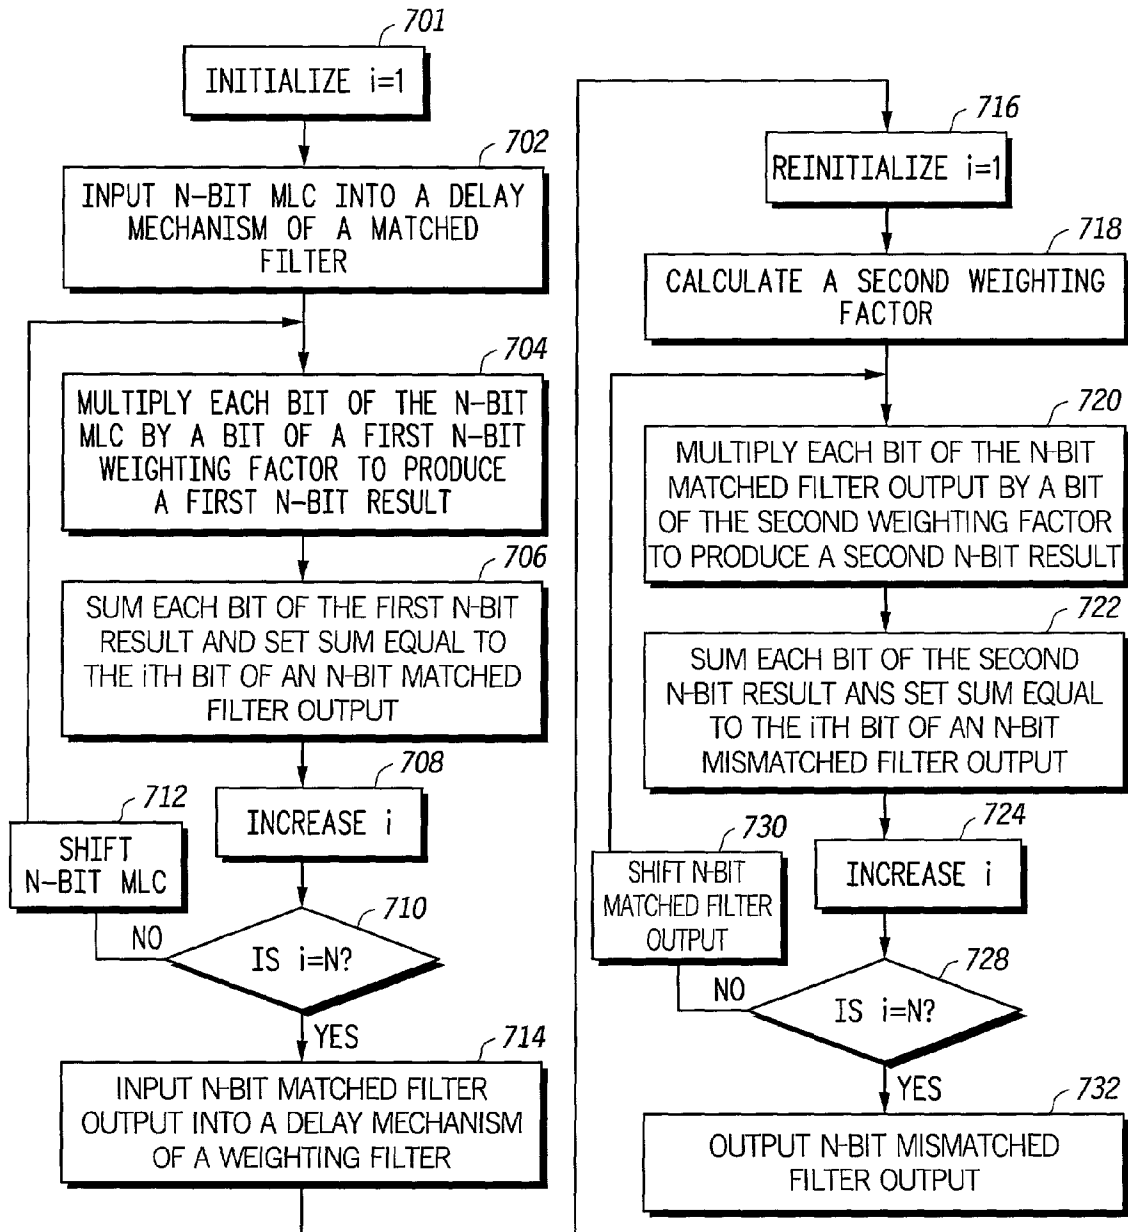 701
INITIALIZE i=1
702
INPUT N-BIT MLC INTO A DELAY
MECHANISM OF A MATCHED
FILTER
704
MULTIPLY EACH BIT OF THE N-BIT
MLC BY A BIT OF A FIRST N-BIT
WEIGHTING FACTOR TO PRODUCE
A FIRST N-BIT RESULT
706
SUM EACH BIT OF THE FIRST N-BIT
RESULT AND SET SUM EQUAL TO
THE iTH BIT OF AN N-BIT MATCHED
FILTER OUTPUT
708
INCREASE i
712
SHIFT
N-BIT MLC
710
NO
IS i=N?
YES
714
INPUT N-BIT MATCHED FILTER
OUTPUT INTO A DELAY MECHANISM
OF A WEIGHTING FILTER
716
REINITIALIZE i=1
718
CALCULATE A SECOND WEIGHTING
FACTOR
720
MULTIPLY EACH BIT OF THE N-BIT
MATCHED FILTER OUTPUT BY A BIT
OF THE SECOND WEIGHTING FACTOR
TO PRODUCE A SECOND N-BIT RESULT
722
SUM EACH BIT OF THE SECOND
N-BIT RESULT ANS SET SUM EQUAL
TO THE iTH BIT OF AN N-BIT
MISMATCHED FILTER OUTPUT
724
INCREASE i
730
SHIFT N-BIT
MATCHED FILTER
OUTPUT
728
NO
IS i=N?
YES
732
OUTPUT N-BIT MISMATCHED
FILTER OUTPUT